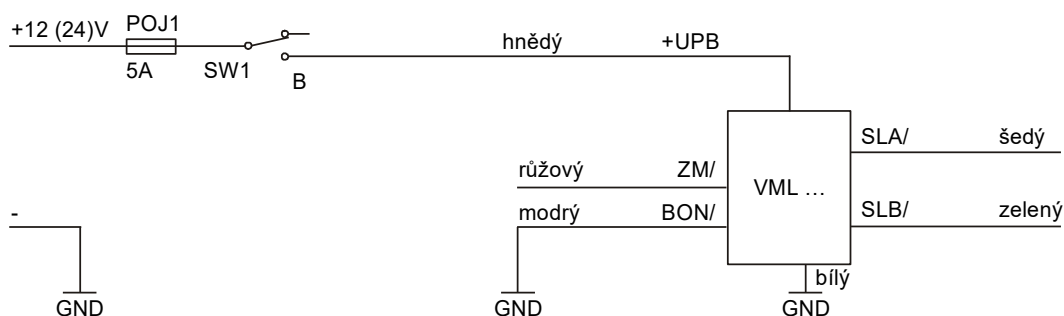 +12 (24)V
POJ1
5A
SW1
B
hnědý
+UPB
SLA/
šedý
růžový
ZM/
VML …
-
modrý
BON/
SLB/
zelený
bílý
GND
GND
GND